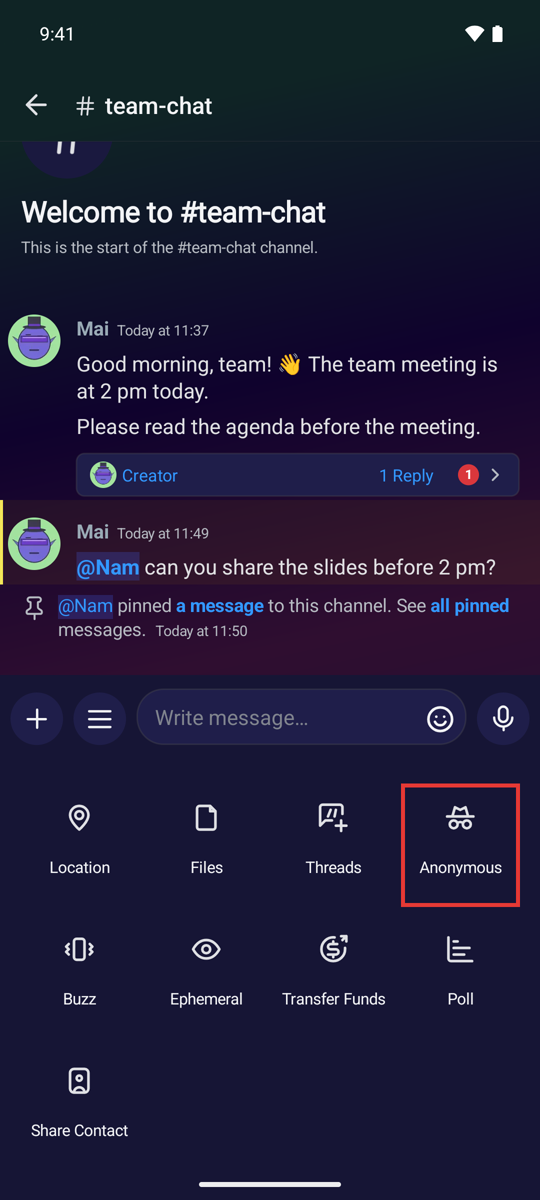 9:41
# team-chat
Welcome to #team-chat
This is the start of the #team-chat channel.
Mai Today at 11:37
Good morning, team! 👋 The team meeting is
at 2 pm today.
Please read the agenda before the meeting.
Creator 1 Reply 1
Mai Today at 11:49
@Nam can you share the slides before 2 pm?
@Nam pinned a message to this channel. See all pinned
messages. Today at 11:50
Write message...
Location Files Threads Anonymous
Buzz Ephemeral Transfer Funds Poll
Share Contact